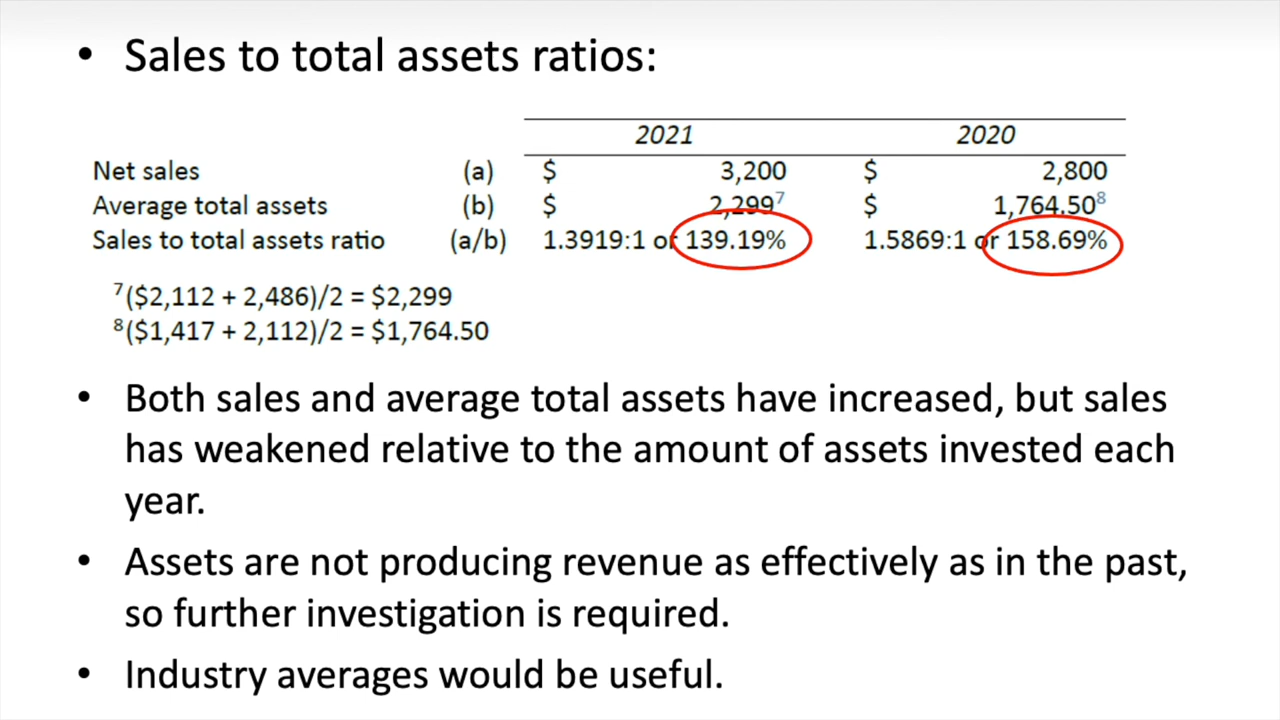 • Sales to total assets ratios:
2021 2020
Net sales (a) $ 3,200 $ 2,800
Average total assets (b) $ 2,299⁷ $ 1,764.50⁸
Sales to total assets ratio (a/b) 1.3919:1 or 139.19% 1.5869:1 or 158.69%
⁷($2,112 + 2,486)/2 = $2,299
⁸($1,417 + 2,112)/2 = $1,764.50
• Both sales and average total assets have increased, but sales
has weakened relative to the amount of assets invested each
year.
• Assets are not producing revenue as effectively as in the past,
so further investigation is required.
• Industry averages would be useful.